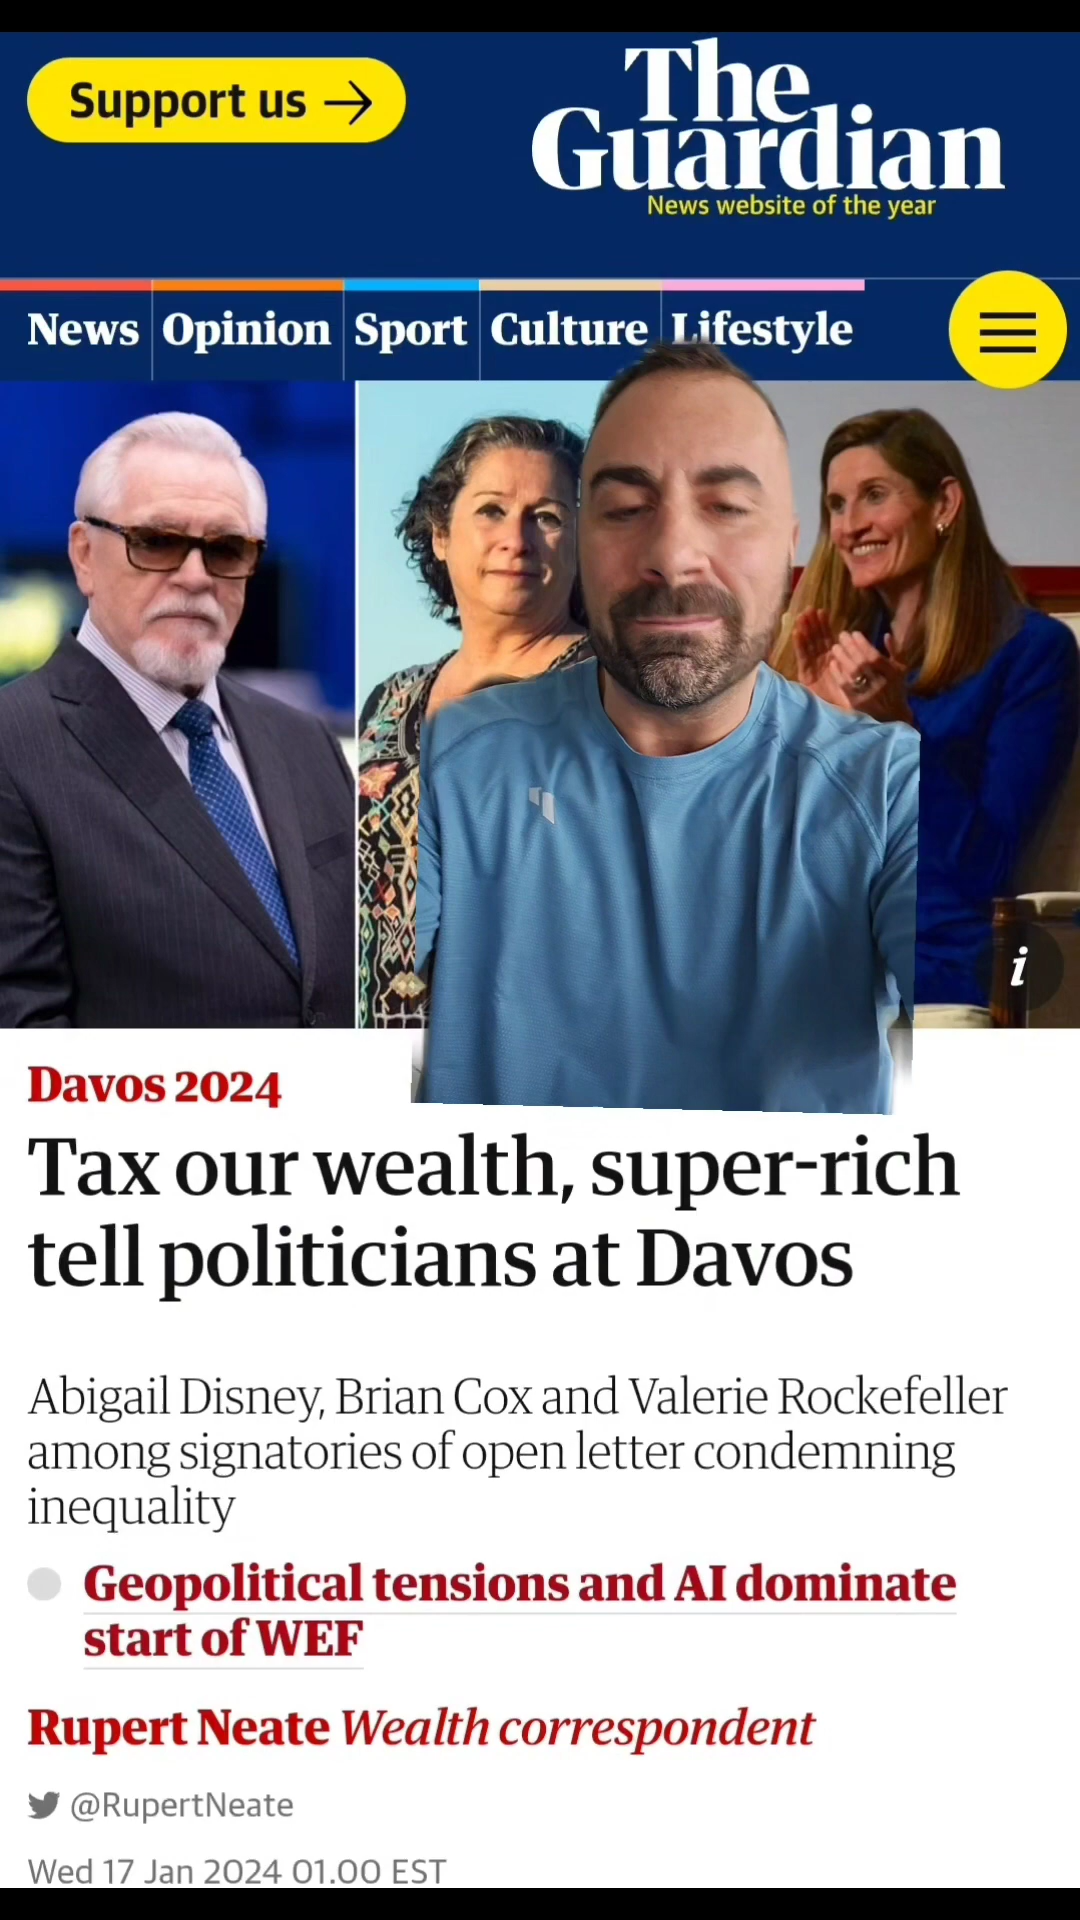 Support us
The
Guardian
News website of the year
News Opinion Sport Culture Lifestyle
i
Davos 2024
Tax our wealth, super-rich
tell politicians at Davos
Abigail Disney, Brian Cox and Valerie Rockefeller
among signatories of open letter condemning
inequality
Geopolitical tensions and AI dominate
start of WEF
Rupert Neate Wealth correspondent
@RupertNeate
Wed 17 Jan 2024 01.00 EST